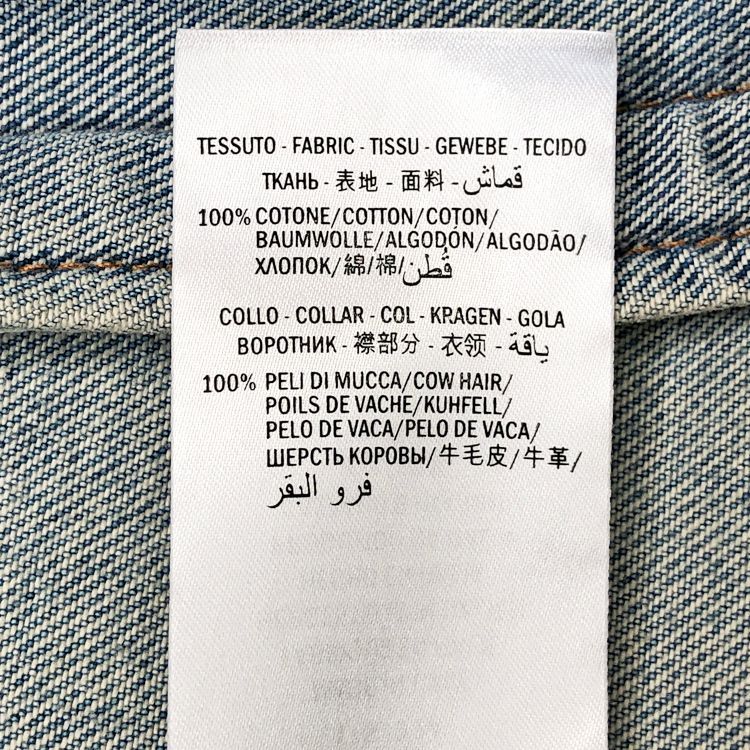 TESSUTO - FABRIC - TISSU - GEWEBE - TECIDO
ТКАНЬ - 表地 - 面料 - قماش
100% COTONE/COTTON/COTON/
BAUMWOLLE/ALGODÓN/ALGODÃO/
ХЛОПОК/綿/棉/قطن
COLLO - COLLAR - COL - KRAGEN - GOLA
ВОРОТНИК - 襟部分 - 衣领 - ياقة
100% PELI DI MUCCA/COW HAIR/
POILS DE VACHE/KUHFELL/
PELO DE VACA/PELO DE VACA/
ШЕРСТЬ КОРОВЫ/牛毛皮/牛革/
فرو البقر